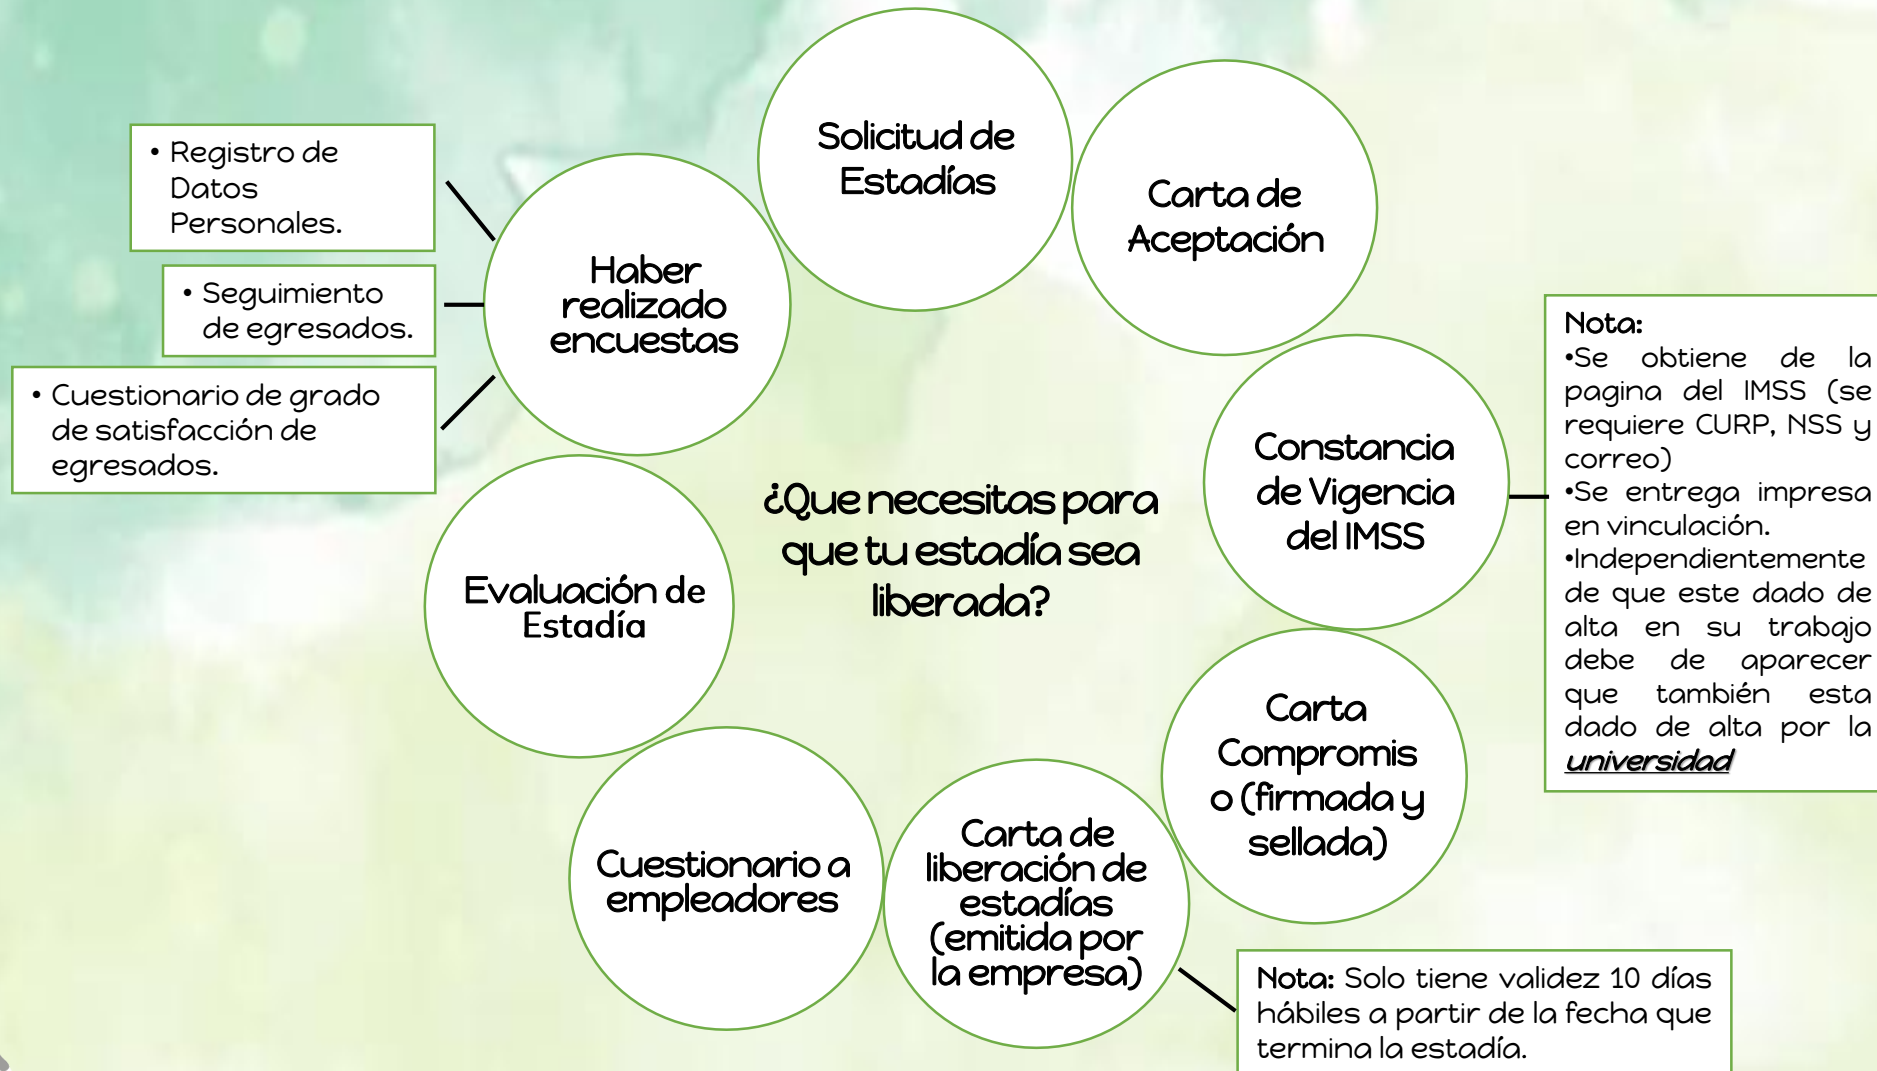 Solicitud de
Estadías
Carta de
Aceptación
Constancia
de Vigencia
del IMSS
Nota:
•Se obtiene de la
pagina del IMSS (se
requiere CURP, NSS y
correo)
•Se entrega impresa
en vinculación.
•Independientemente
de que este dado de
alta en su trabajo
debe de aparecer
que también esta
dado de alta por la
universidad
Carta
Compromis
o (firmada y
sellada)
Carta de
liberación de
estadías
(emitida por
la empresa)
Nota: Solo tiene validez 10 días
hábiles a partir de la fecha que
termina la estadía.
Cuestionario a
empleadores
Evaluación de
Estadía
Haber
realizado
encuestas
• Registro de
Datos
Personales.
• Seguimiento
de egresados.
• Cuestionario de grado
de satisfacción de
egresados.
¿Que necesitas para
que tu estadía sea
liberada?